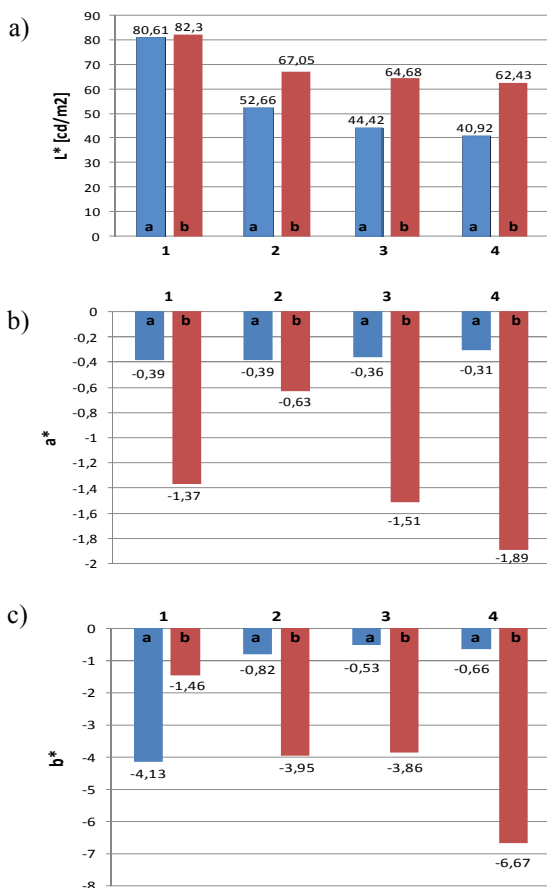 a)
L* [cd/m2]
90
80
70
60
50
40
30
20
10
0
80,61 82,3
52,66 67,05
44,42 64,68
40,92 62,43
a b a b a b a b
1 2 3 4
b)
a*
1 2 3 4
0
-0,2
-0,4
-0,6
-0,8
-1
-1,2
-1,4
-1,6
-1,8
-2
a b a b a b a b
-0,39 -0,39 -0,36 -0,31
-0,63
-1,37
-1,51
-1,89
c)
b*
1 2 3 4
0
-1
-2
-3
-4
-5
-6
-7
-8
a b a b a b a b
-0,82 -0,53 -0,66
-1,46
-4,13 -3,95 -3,86
-6,67